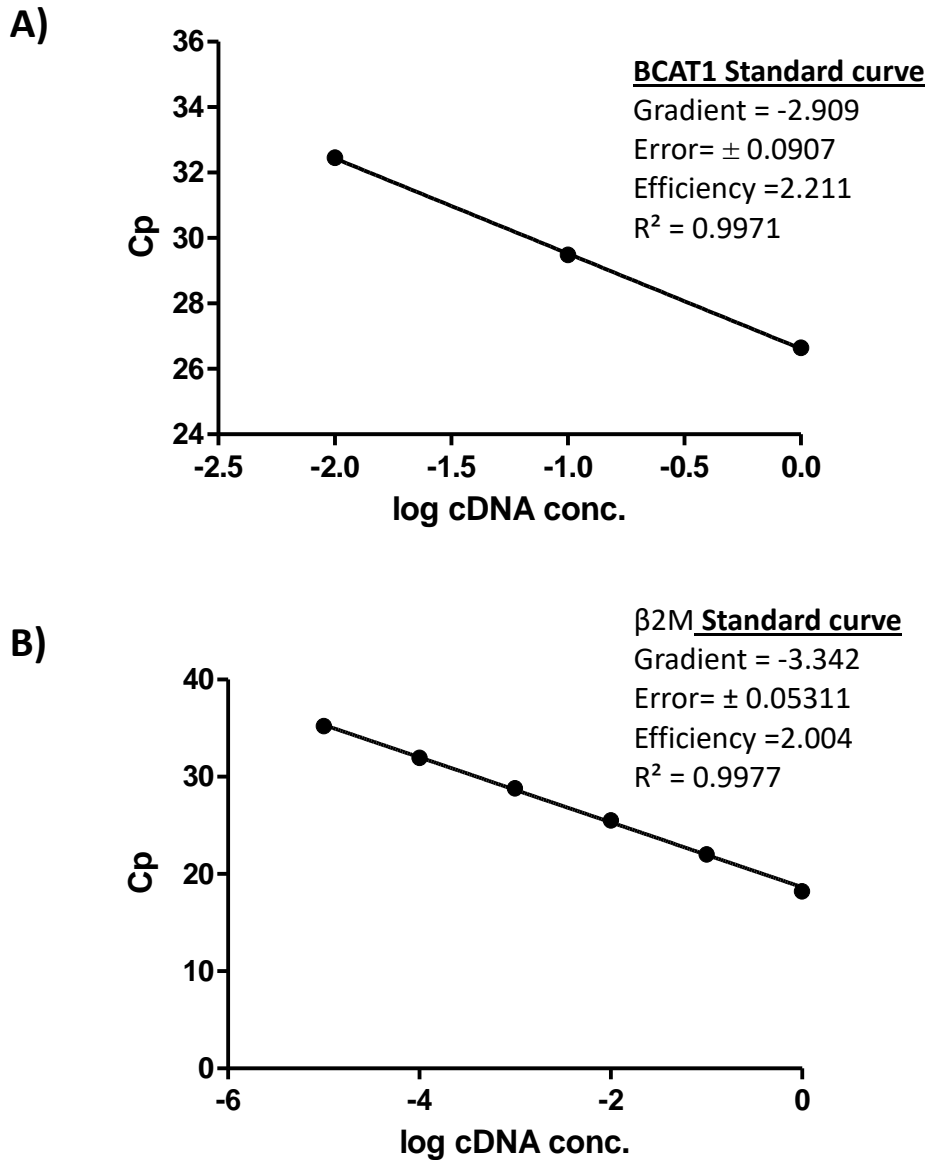 A)
BCAT1 Standard curve
Gradient = -2.909
Error= ± 0.0907
Efficiency =2.211
R² = 0.9971
Cp
36
34
32
30
28
26
24
-2.5 -2.0 -1.5 -1.0 -0.5 0.0
log cDNA conc.
B)
β2M Standard curve
Gradient = -3.342
Error= ± 0.05311
Efficiency =2.004
R² = 0.9977
Cp
40
30
20
10
0
-6 -4 -2 0
log cDNA conc.